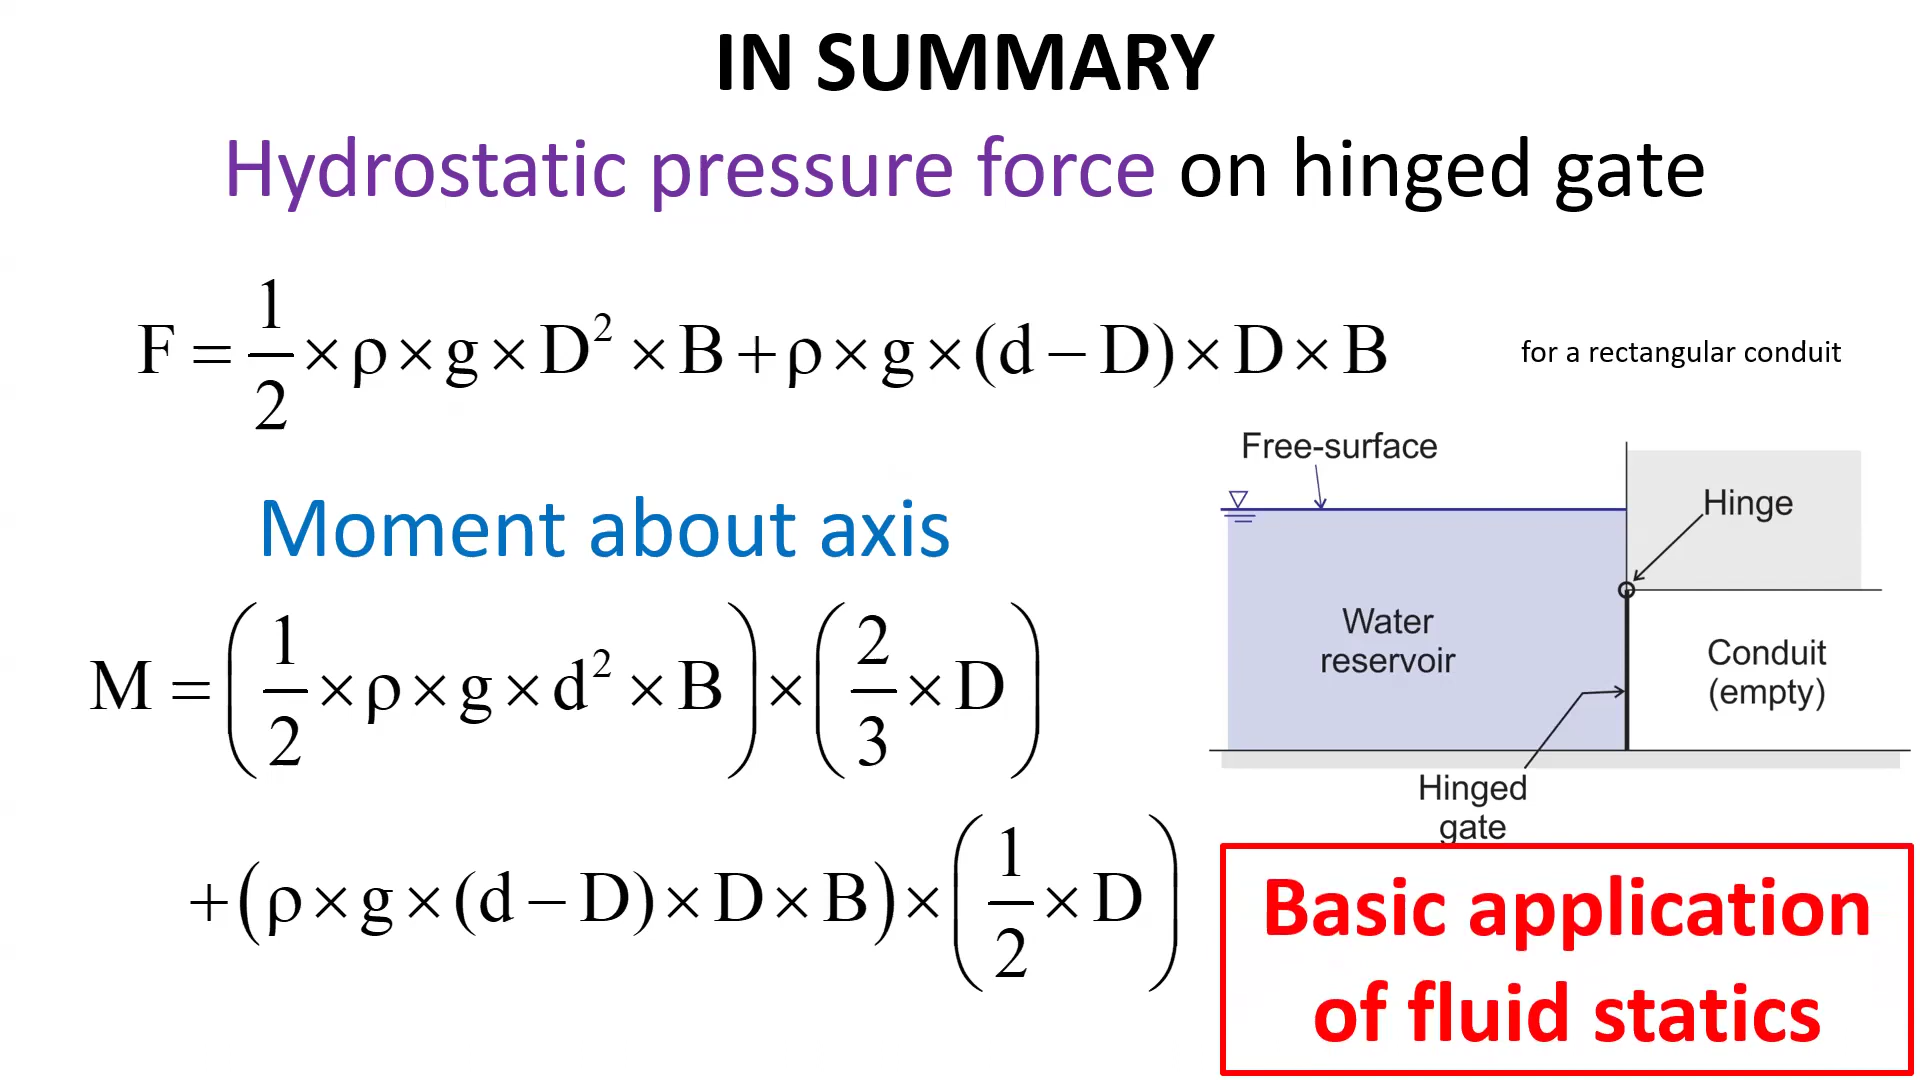 IN SUMMARY
Hydrostatic pressure force on hinged gate
F = 1/2 × ρ × g × D² × B + ρ × g × (d − D) × D × B
for a rectangular conduit
Moment about axis
M = (1/2 × ρ × g × d² × B) × (2/3 × D)
+ (ρ × g × (d − D) × D × B) × (1/2 × D)
Free-surface
Hinge
Water
reservoir
Conduit
(empty)
Hinged
gate
Basic application
of fluid statics